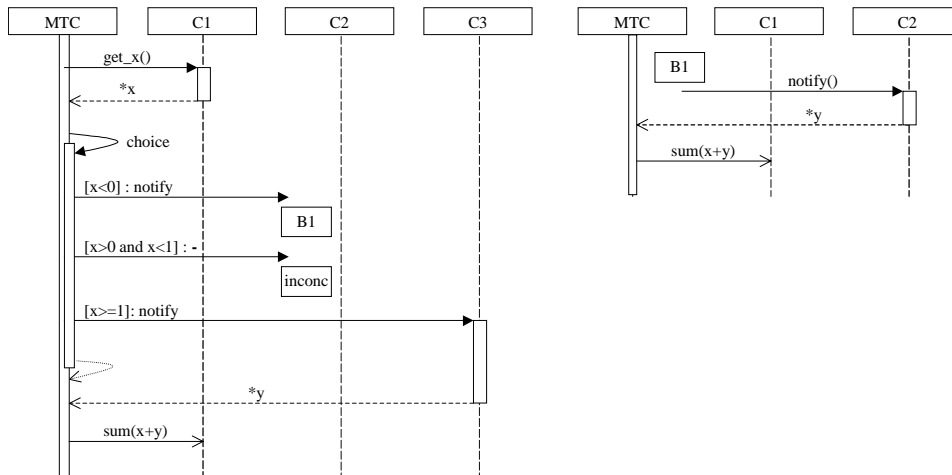 MTC C1 C2 C3
get_x()
*x
choice
[x<0] : notify
B1
[x>0 and x<1] : -
inconc
[x>=1]: notify
*y
sum(x+y)
MTC C1 C2
B1
notify()
*y
sum(x+y)